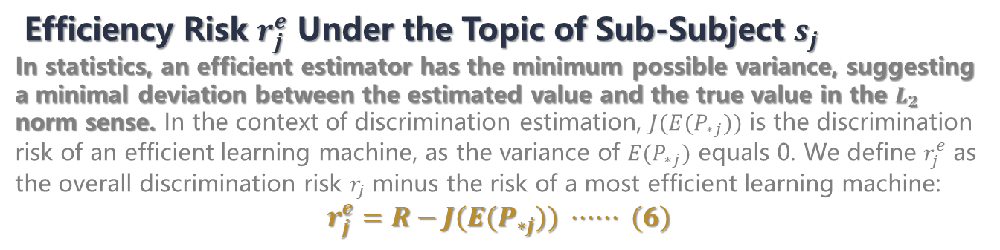 Efficiency Risk $r_j^e$ Under the Topic of Sub-Subject $s_j$
In statistics, an efficient estimator has the minimum possible variance, suggesting
a minimal deviation between the estimated value and the true value in the $L_2$
norm sense. In the context of discrimination estimation, $J(E(P_{*j}))$ is the discrimination
risk of an efficient learning machine, as the variance of $E(P_{*j})$ equals 0. We define $r_j^e$ as
the overall discrimination risk $r_j$ minus the risk of a most efficient learning machine:
$r_j^e = R - J(E(P_{*j}))$ ⋯⋯ (6)